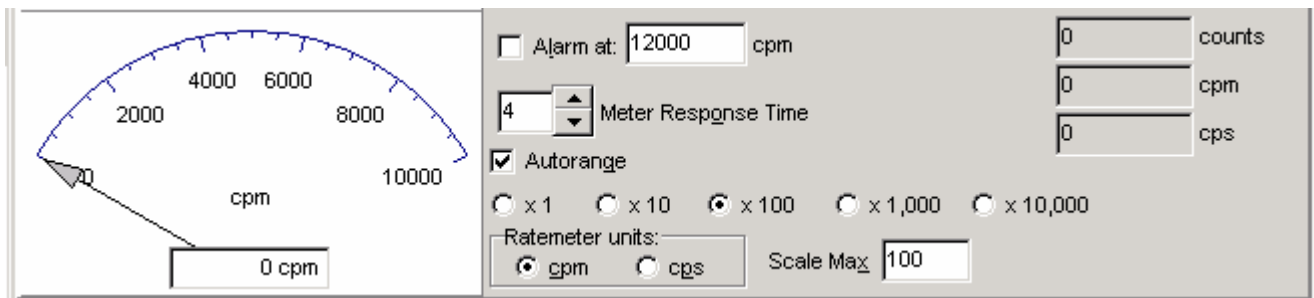 4000 6000
2000 8000
0 10000
cpm
0 cpm
Alarm at: 12000 cpm
4 Meter Response Time
Autorange
x 1 x 10 x 100 x 1,000 x 10,000
Ratemeter units:
cpm cps
Scale Max 100
0 counts
0 cpm
0 cps